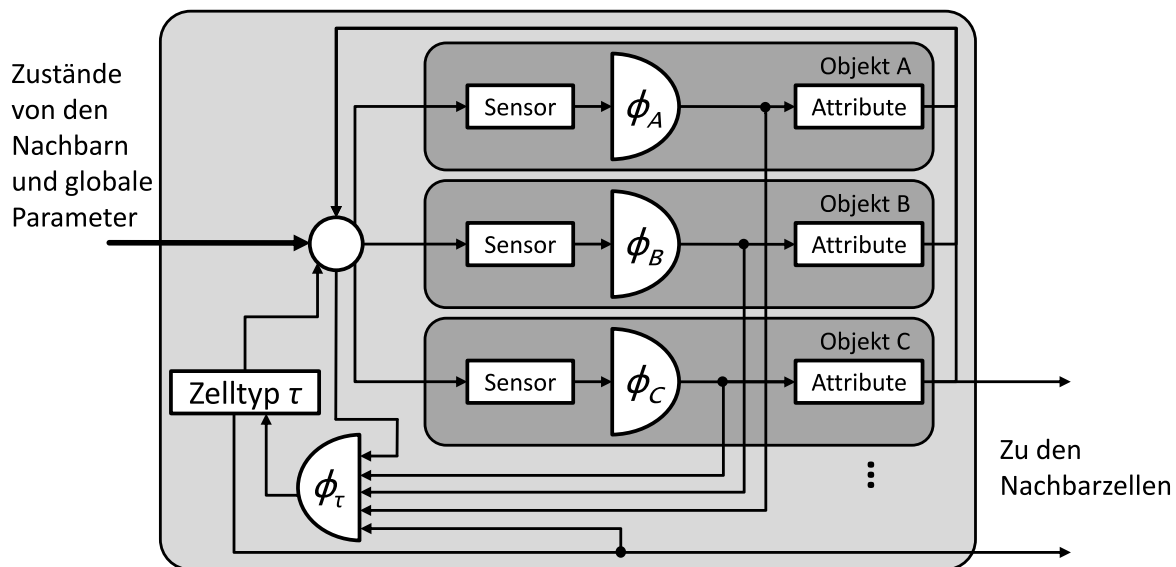 Zustände
von den
Nachbarn
und globale
Parameter
Objekt A
Sensor
ϕA
Attribute
Objekt B
Sensor
ϕB
Attribute
Objekt C
Sensor
ϕC
Attribute
Zelltyp τ
ϕτ
Zu den
Nachbarzellen